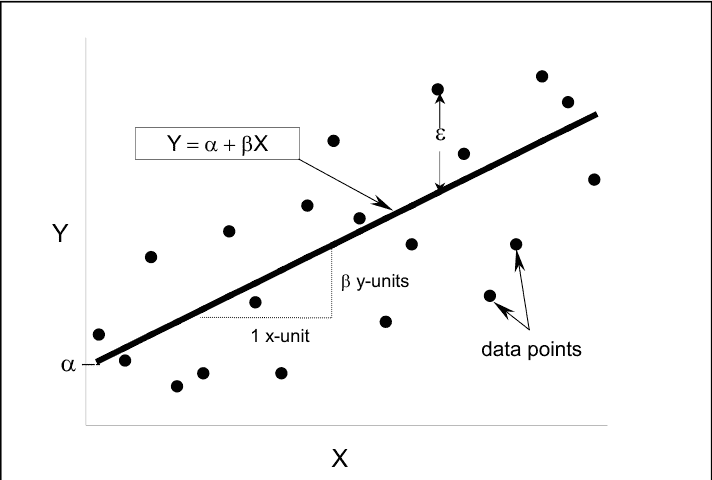 ε
Y = α + βX
Y
β y-units
1 x-unit
data points
α
X